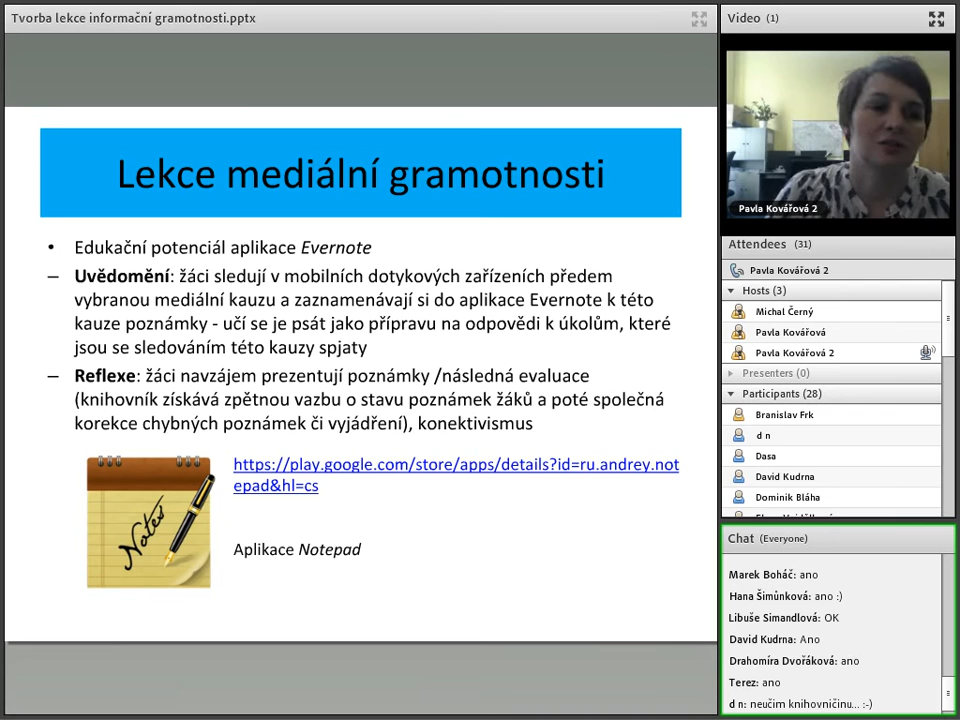 Tvorba lekce informační gramotnosti.pptx
Lekce mediální gramotnosti
• Edukační potenciál aplikace Evernote
– Uvědomění: žáci sledují v mobilních dotykových zařízeních předem
vybranou mediální kauzu a zaznamenávají si do aplikace Evernote k této
kauze poznámky - učí se je psát jako přípravu na odpovědi k úkolům, které
jsou se sledováním této kauzy spjaty
– Reflexe: žáci navzájem prezentují poznámky /následná evaluace
(knihovník získává zpětnou vazbu o stavu poznámek žáků a poté společná
korekce chybných poznámek či vyjádření), konektivismus
Notes
https://play.google.com/store/apps/details?id=ru.andrey.not
epad&hl=cs
Aplikace Notepad
Video (1)
Pavla Kovářová 2
Attendees (31)
Pavla Kovářová 2
Hosts (3)
Michal Černý
Pavla Kovářová
Pavla Kovářová 2
Presenters (0)
Participants (28)
Branislav Frk
d n
Dasa
David Kudrna
Dominik Bláha
Chat (Everyone)
Marek Boháč: ano
Hana Šimůnková: ano :)
Libuše Simandlová: OK
David Kudrna: Ano
Drahomíra Dvořáková: ano
Terez: ano
d n: neučim knihovničinu... :-)